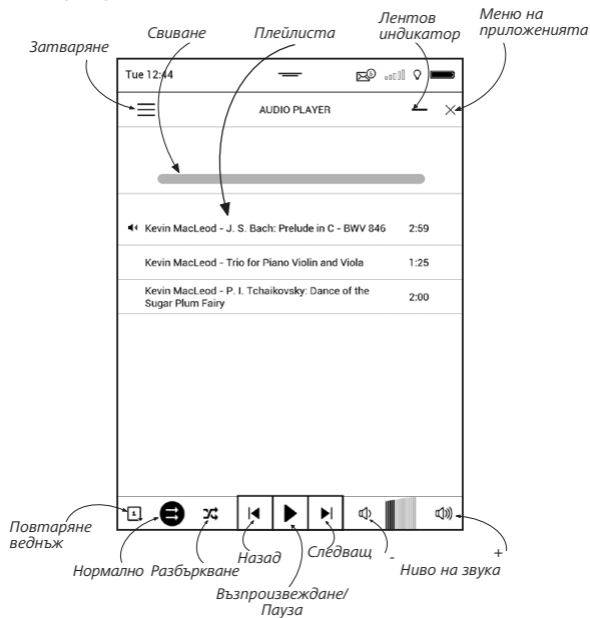 Затваряне
Свиване
Плейлиста
Лентов
индикатор
Меню на
приложенията
Tue 12:44
AUDIO PLAYER
Kevin MacLeod - J. S. Bach: Prelude in C - BWV 846 2:59
Kevin MacLeod - Trio for Piano Violin and Viola 1:25
Kevin MacLeod - P. I. Tchaikovsky: Dance of the
Sugar Plum Fairy 2:00
1
Повтаряне
веднъж
Нормално
Разбъркване
Назад
Възпроизвеждане/
Пауза
Следващ
- +
Ниво на звука